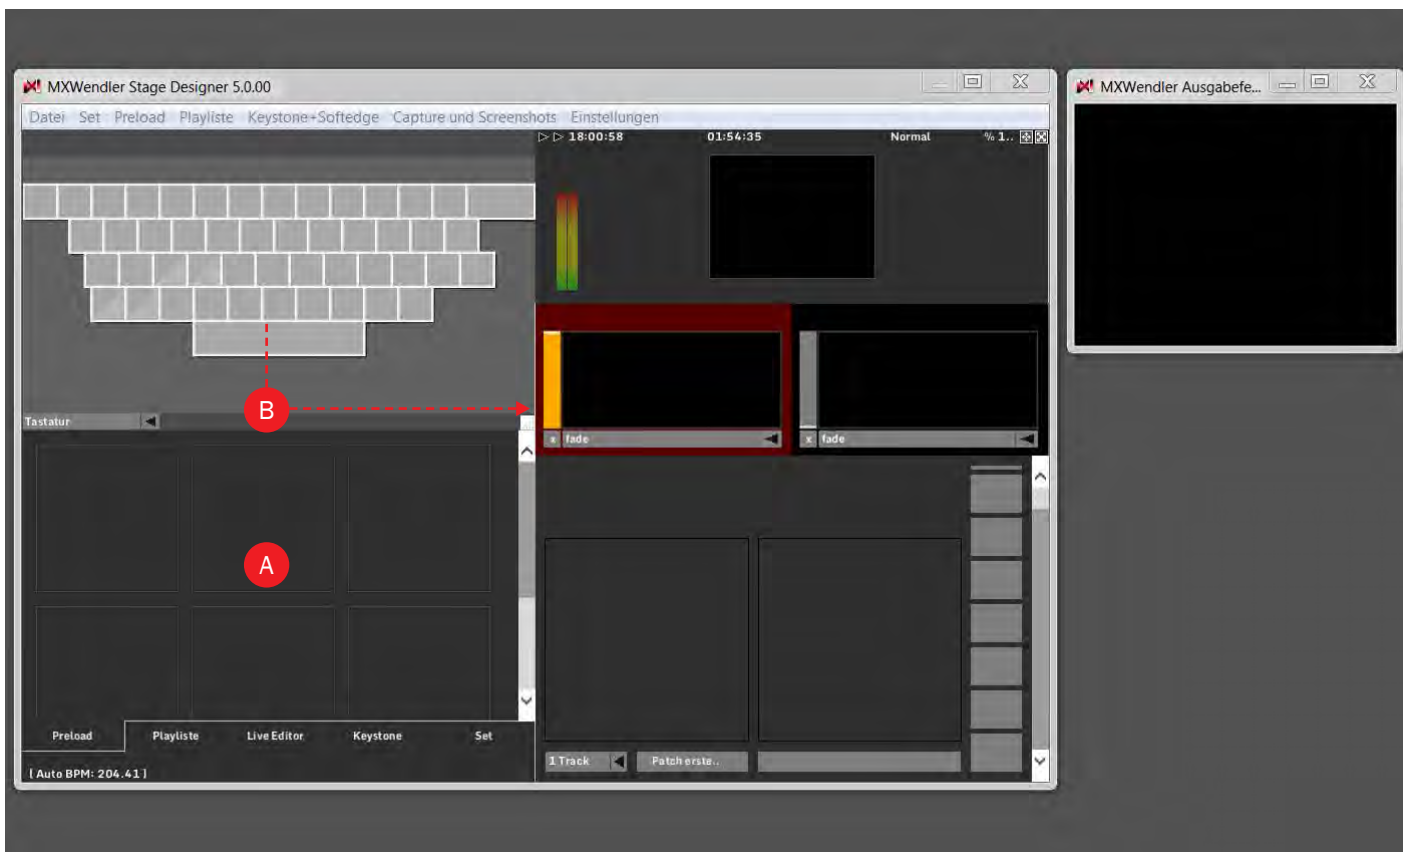 MXWendler Stage Designer 5.0.00
MXWendler Ausgabefe...
Datei Set Preload Playliste Keystone+Softedge Capture und Screenshots Einstellungen
18:00:58 01:54:35 Normal % 1..
B
Tastatur
x fade
x fade
A
Preload Playliste Live Editor Keystone Set
1 Track Patch erste..
[ Auto BPM: 204.41 ]